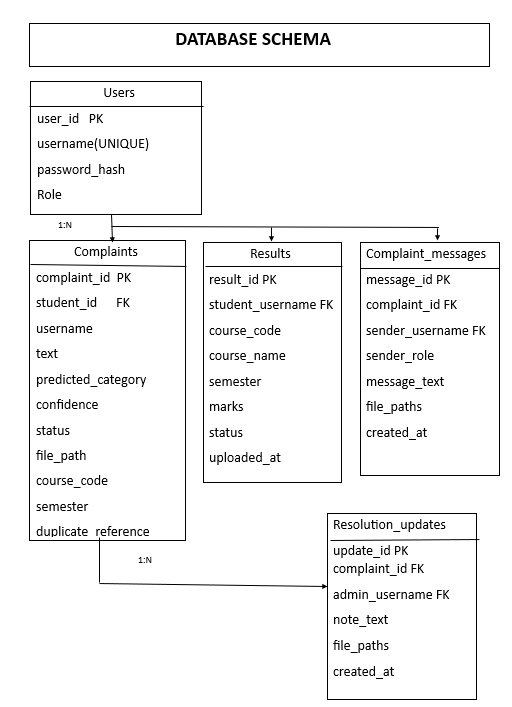 DATABASE SCHEMA
Users
user_id PK
username(UNIQUE)
password_hash
Role
1:N
Complaints
complaint_id PK
student_id FK
username
text
predicted_category
confidence
status
file_path
course_code
semester
duplicate_reference
Results
result_id PK
student_username FK
course_code
course_name
semester
marks
status
uploaded_at
Complaint_messages
message_id PK
complaint_id FK
sender_username FK
sender_role
message_text
file_paths
created_at
1:N
Resolution_updates
update_id PK
complaint_id FK
admin_username FK
note_text
file_paths
created_at